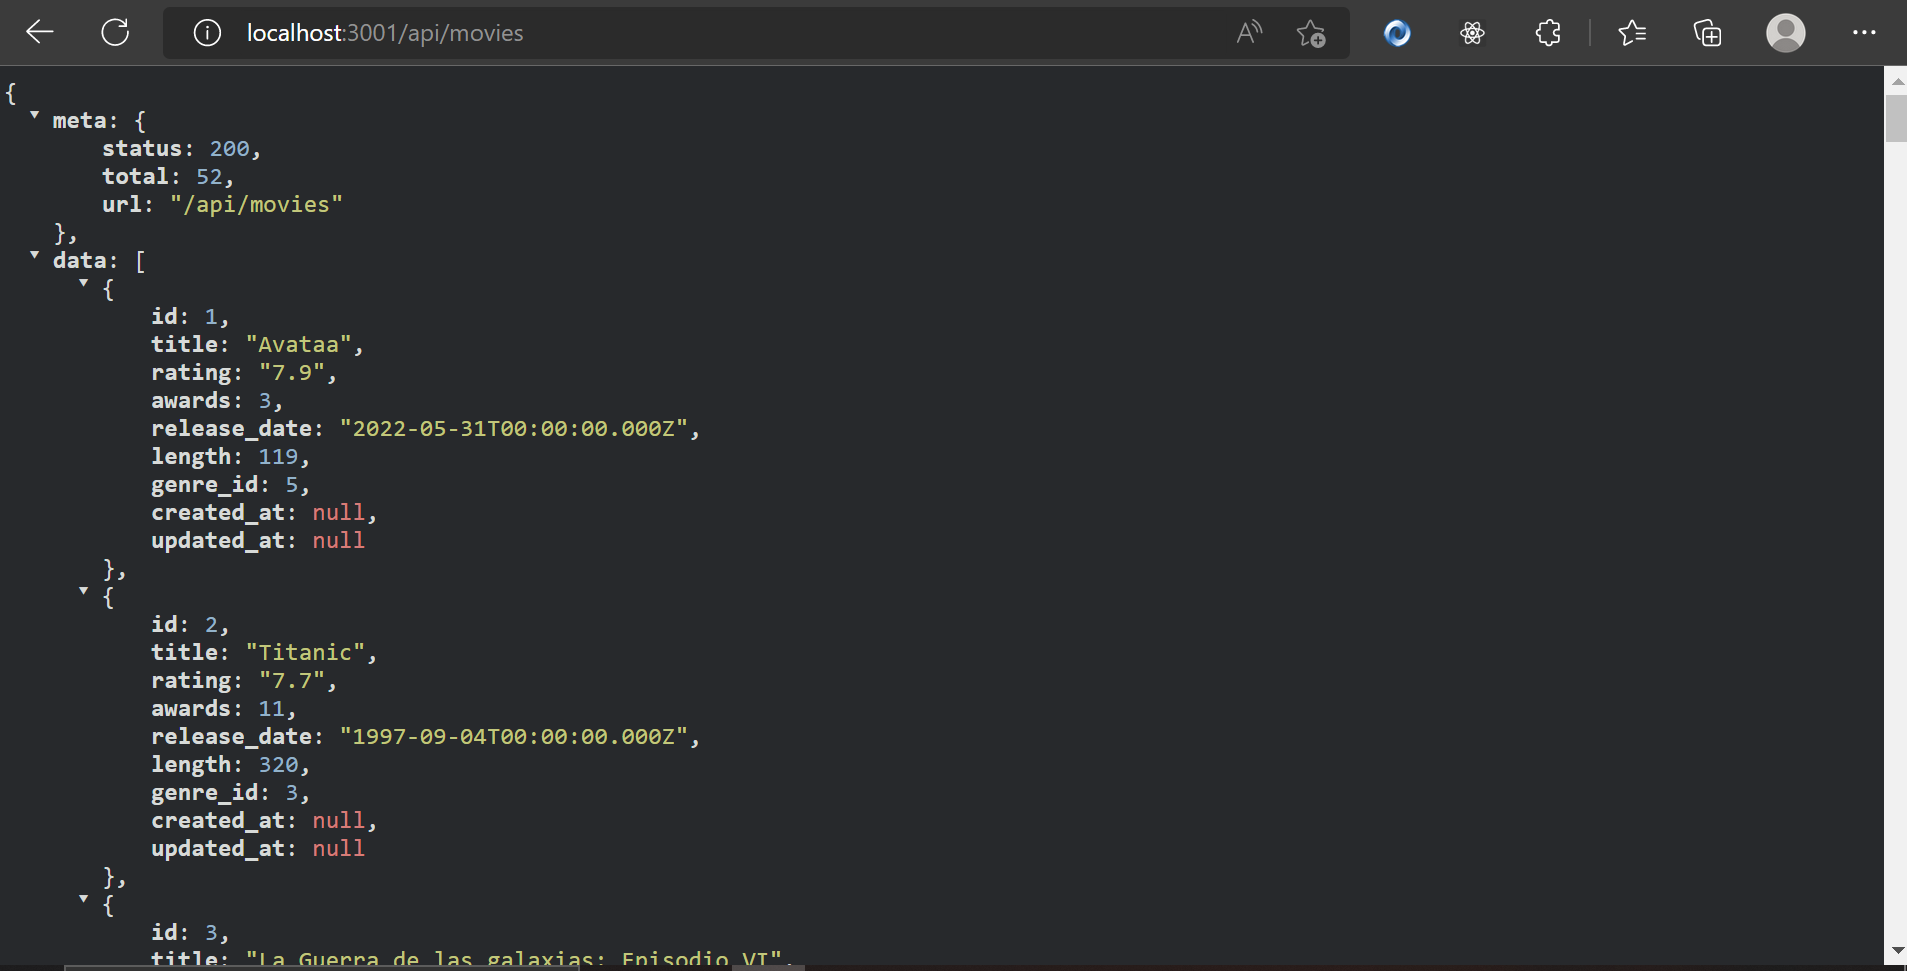 localhost:3001/api/movies
{
meta: {
status: 200,
total: 52,
url: "/api/movies"
},
data: [
{
id: 1,
title: "Avataa",
rating: "7.9",
awards: 3,
release_date: "2022-05-31T00:00:00.000Z",
length: 119,
genre_id: 5,
created_at: null,
updated_at: null
},
{
id: 2,
title: "Titanic",
rating: "7.7",
awards: 11,
release_date: "1997-09-04T00:00:00.000Z",
length: 320,
genre_id: 3,
created_at: null,
updated_at: null
},
{
id: 3,
title: "La Guerra de las galaxias: Episodio VI",